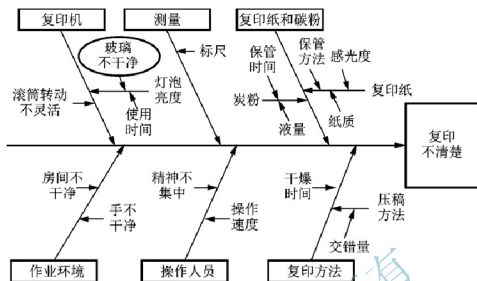 复印机
测量
复印纸和碳粉
玻璃
不干净
标尺
保管
时间
保管
方法
感光度
滚筒转动
不灵活
灯泡
亮度
使用
时间
炭粉
液量
复印纸
纸质
复印
不清楚
房间不
干净
手不
干净
精神不
集中
操作
速度
干燥
时间
压稿
方法
交错量
作业环境
操作人员
复印方法